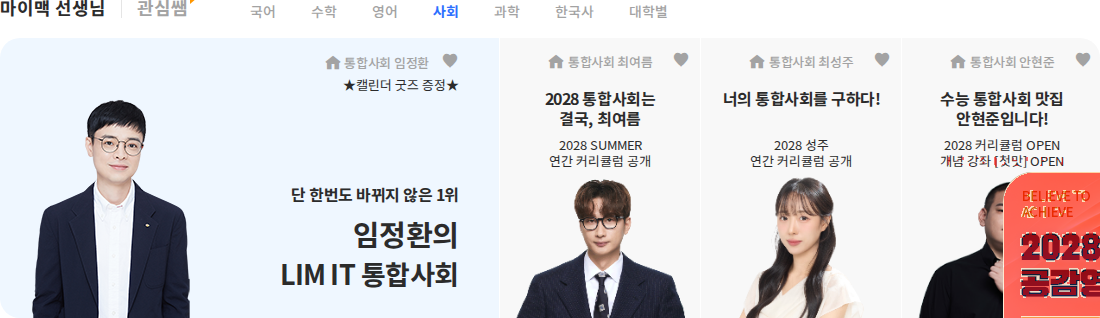 마이맥 선생님
관심쌤
국어
수학
영어
사회
과학
한국사
대학별
통합사회 임정환
★캘린더 굿즈 증정★
단 한번도 바뀌지 않은 1위
임정환의
LIM IT 통합사회
통합사회 최여름
2028 통합사회는
결국, 최여름
2028 SUMMER
연간 커리큘럼 공개
통합사회 최성주
너의 통합사회를 구하다!
2028 성주
연간 커리큘럼 공개
통합사회 안현준
수능 통합사회 맛집
안현준입니다!
2028 커리큘럼 OPEN
개념 강좌 [첫맛] OPEN
BELIEVE TO
ACHIEVE
2028
공감영